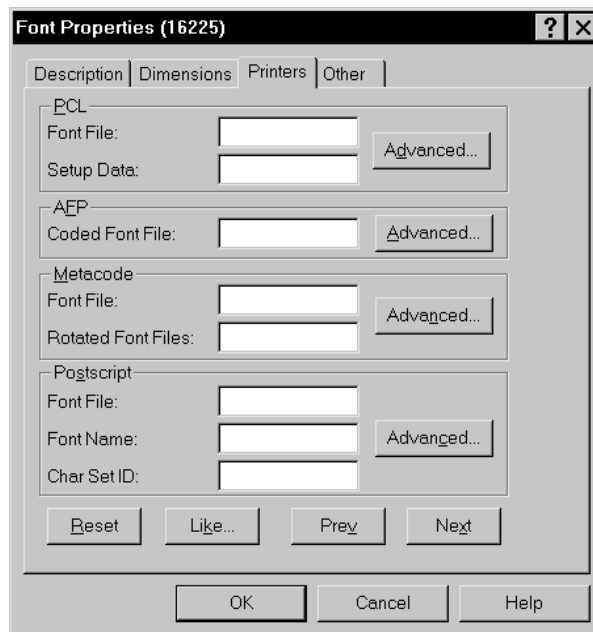 Font Properties (16225)
? ×
Description Dimensions Printers Other
PCL
Font File:
Setup Data:
Advanced...
AFP
Coded Font File:
Advanced...
Metacode
Font File:
Rotated Font Files:
Advanced...
Postscript
Font File:
Font Name:
Advanced...
Char Set ID:
Reset Like... Prev Next
OK Cancel Help